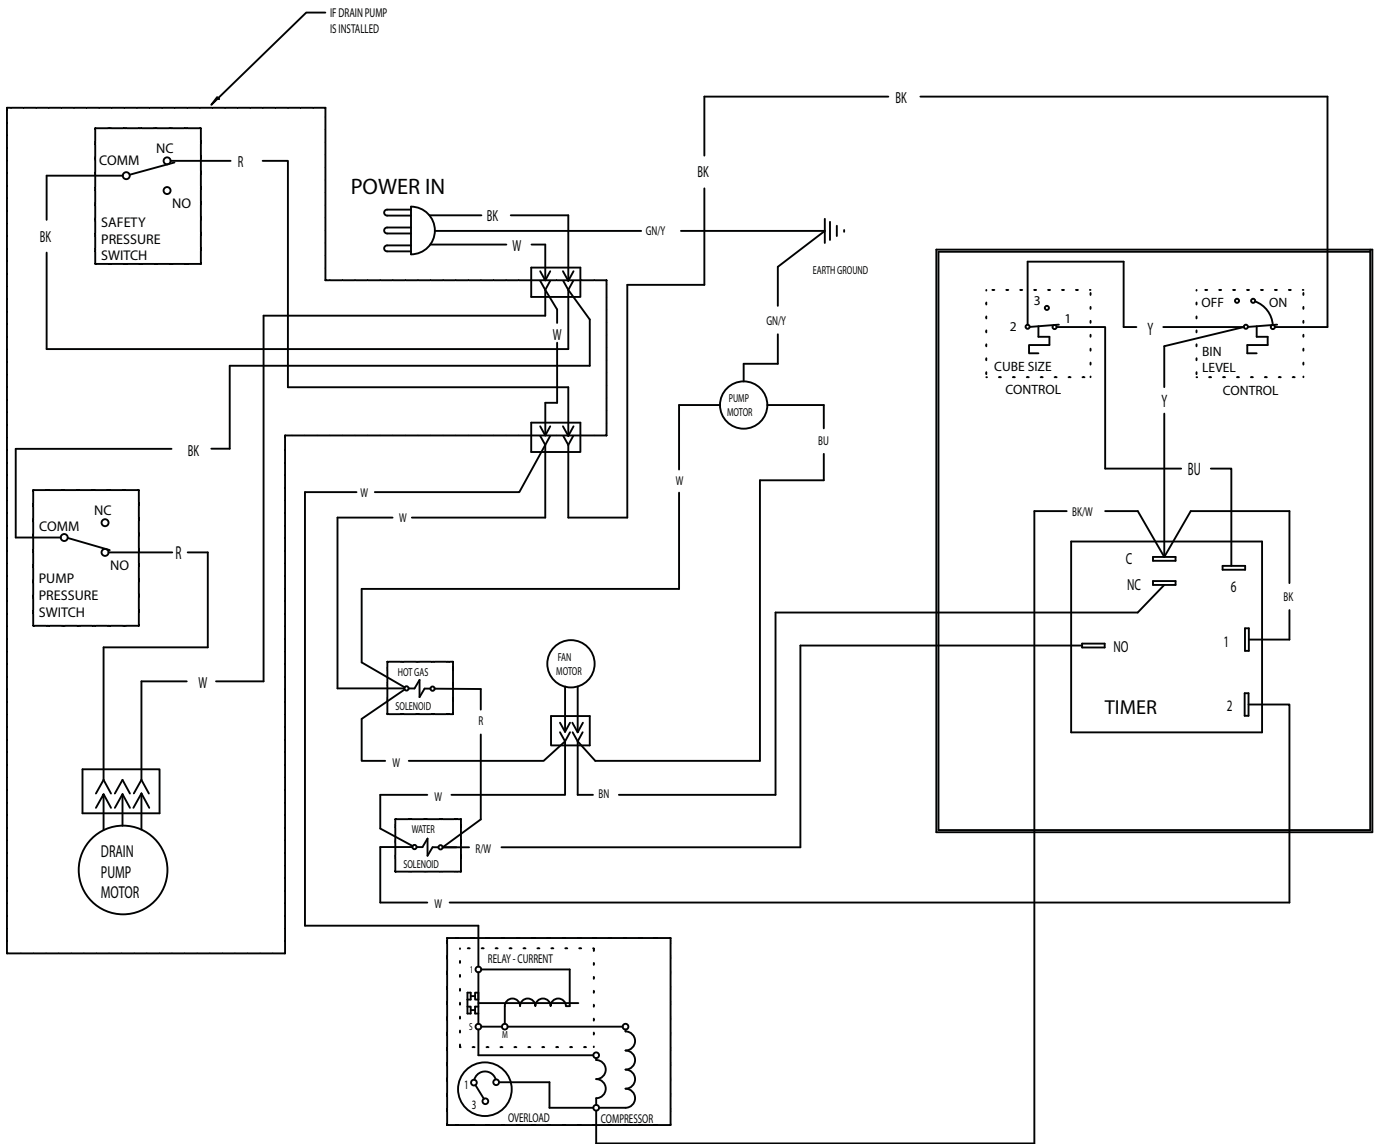 IF DRAIN PUMP
IS INSTALLED
BK
NC
COMM
R
NO
SAFETY
PRESSURE
SWITCH
BK
POWER IN
BK
W
GN/Y
EARTH GROUND
BK
GN/Y
W
OFF
ON
3
2
1
Y
BIN
LEVEL
CUBE SIZE
CONTROL
CONTROL
Y
PUMP
MOTOR
BU
W
BK
BU
W
W
BK/W
NC
COMM
NO
R
PUMP
PRESSURE
SWITCH
C
NC
6
BK
1
NO
2
TIMER
FAN
MOTOR
HOT GAS
SOLENOID
R
W
W
W
BN
WATER
SOLENOID
R/W
W
DRAIN
PUMP
MOTOR
RELAY - CURRENT
1
S
M
1
3
OVERLOAD
COMPRESSOR